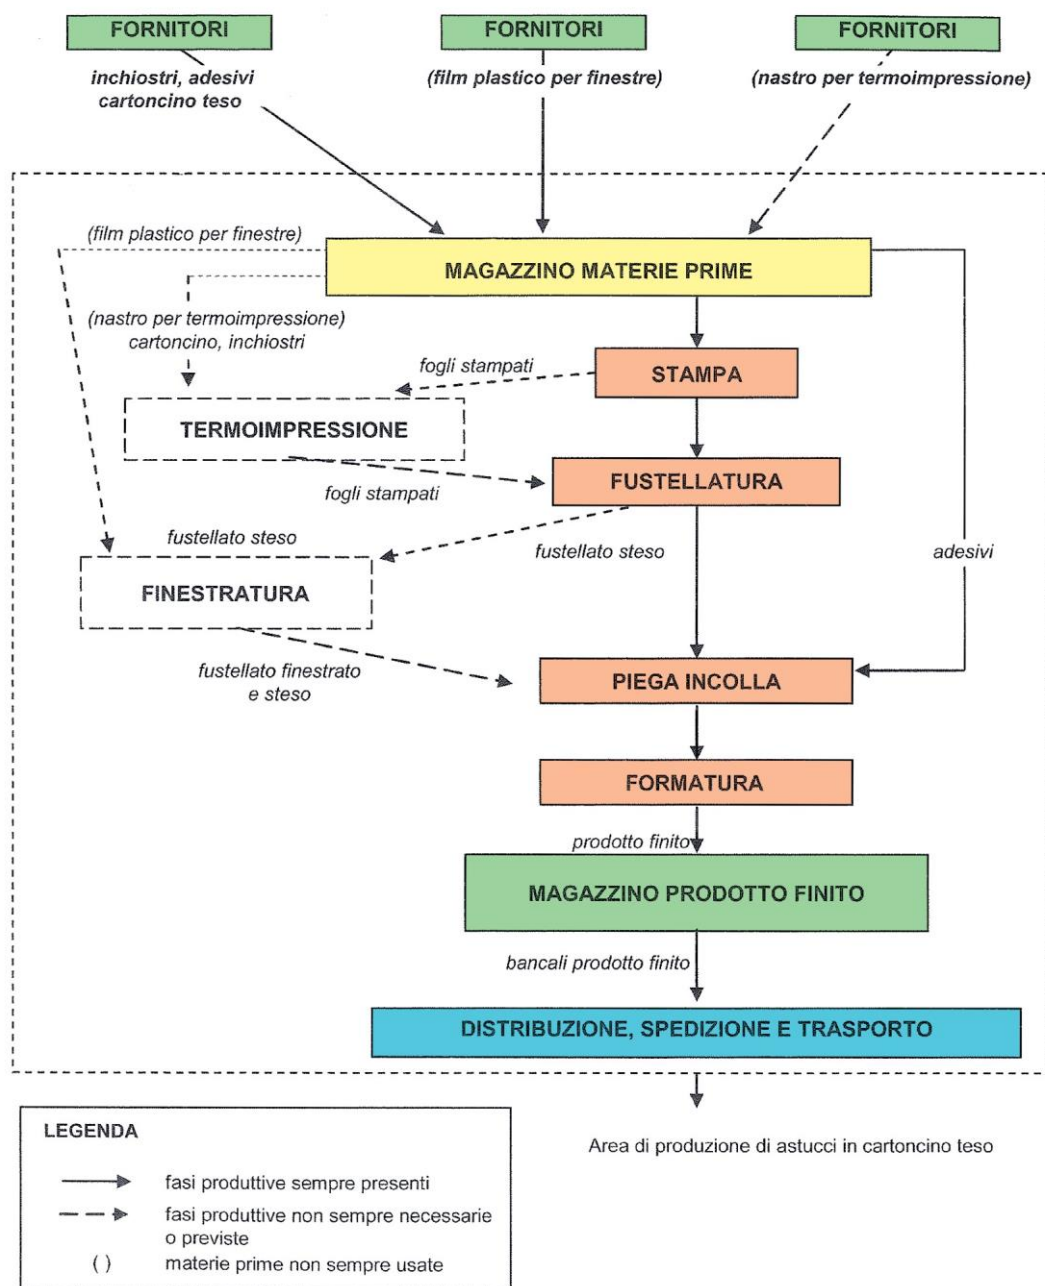 FORNITORI
FORNITORI
FORNITORI
inchiostri, adesivi
cartoncino teso
(film plastico per finestre)
(nastro per termoimpressione)
(film plastico per finestre)
MAGAZZINO MATERIE PRIME
(nastro per termoimpressione)
cartoncino, inchiostri
fogli stampati
STAMPA
TERMOIMPRESSIONE
fogli stampati
FUSTELLATURA
fustellato steso
fustellato steso
adesivi
FINESTRATURA
fustellato finestrato
e steso
PIEGA INCOLLA
FORMATURA
prodotto finito
MAGAZZINO PRODOTTO FINITO
bancali prodotto finito
DISTRIBUZIONE, SPEDIZIONE E TRASPORTO
Area di produzione di astucci in cartoncino teso
LEGENDA
fasi produttive sempre presenti
fasi produttive non sempre necessarie
o previste
( ) materie prime non sempre usate